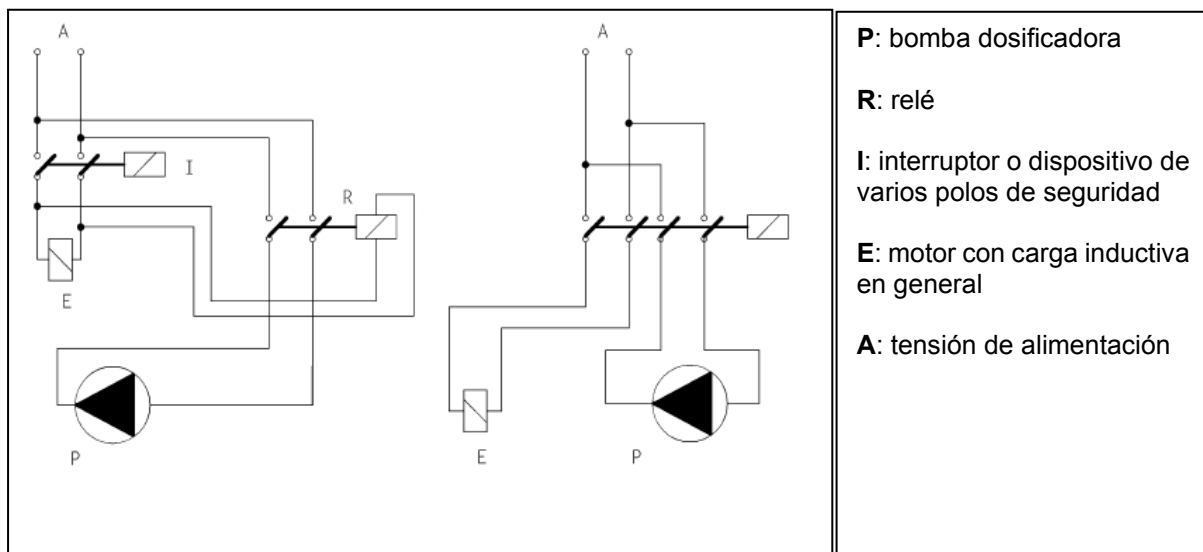 A
A
I
R
E
P
E
P
P: bomba dosificadora
R: relé
I: interruptor o dispositivo de
varios polos de seguridad
E: motor con carga inductiva
en general
A: tensión de alimentación